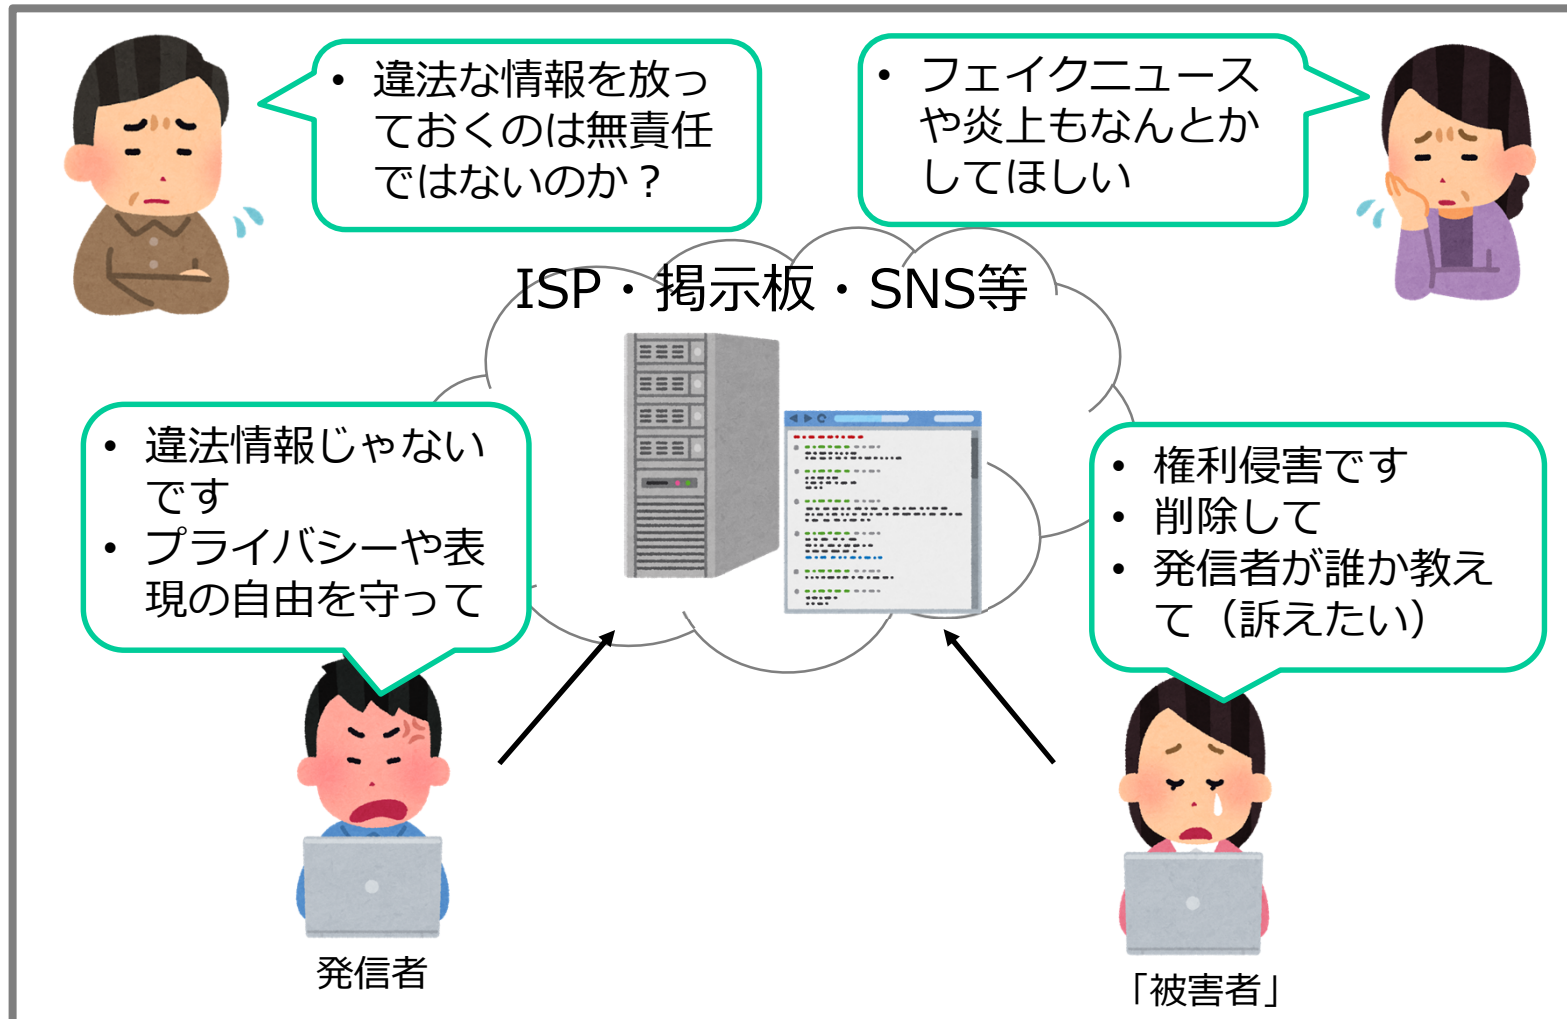 • 違法な情報を放っ
ておくのは無責任
ではないのか？
• フェイクニュース
や炎上もなんとか
してほしい
ISP・掲示板・SNS等
• 違法情報じゃない
です
• プライバシーや表
現の自由を守って
• 権利侵害です
• 削除して
• 発信者が誰か教え
て（訴えたい）
発信者
「被害者」